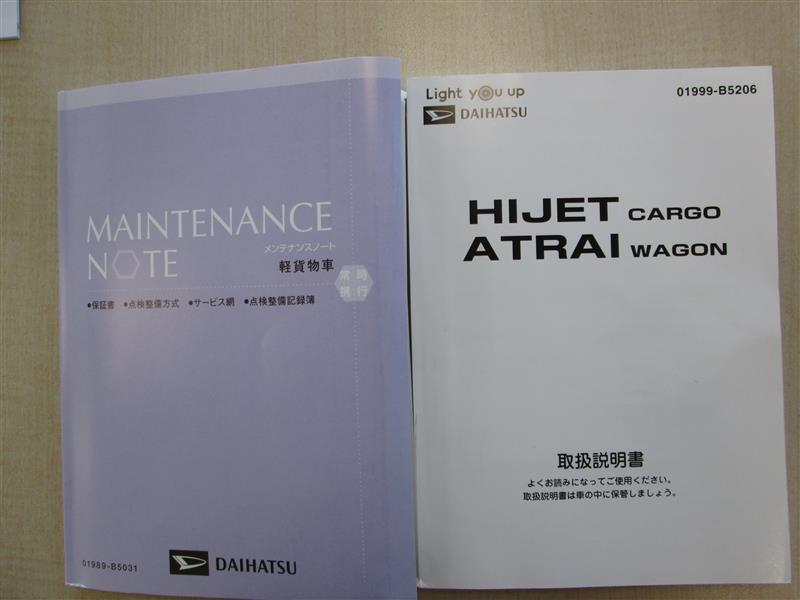 MAINTENANCE
NOTE
メンテナンスノート
軽貨物車
常時
携行
●保証書 ●点検整備方式 ●サービス網 ●点検整備記録簿
01989-B5031
DAIHATSU
Light you up
01999-B5206
DAIHATSU
HIJET CARGO
ATRAI WAGON
取扱説明書
よくお読みになってご使用ください。
取扱説明書は車の中に保管しましょう。